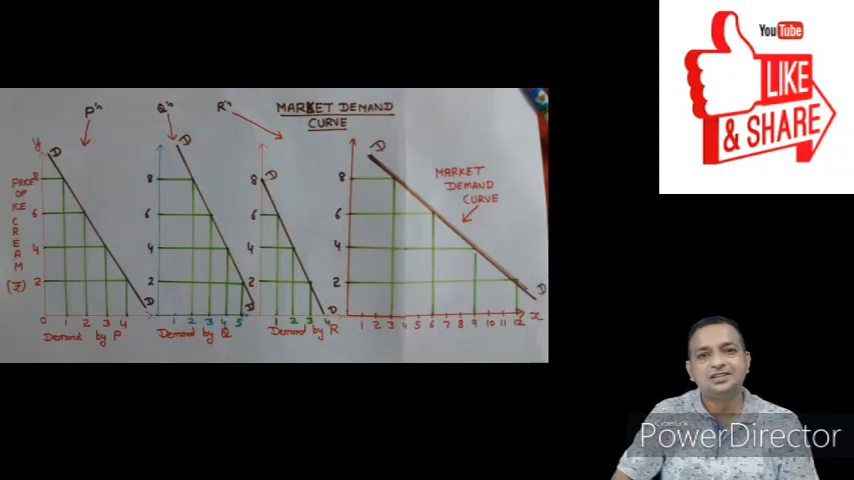 You Tube
LIKE
& SHARE
P's
Q's
R's
MARKET DEMAND
CURVE
y
D
D
D
D
PRICE
OF
ICE
C
R
E
A
M
(₹)
8
6
4
2
8
6
4
2
8
6
4
2
8
6
4
2
MARKET
DEMAND
CURVE
D
D
D
D
0 1 2 3 4
1 2 3 4 5
1 2 3 4
1 2 3 4 5 6 7 8 9 10 11 12 x
Demand by P
Demand by Q
Demand by R
CyberLink
PowerDirector